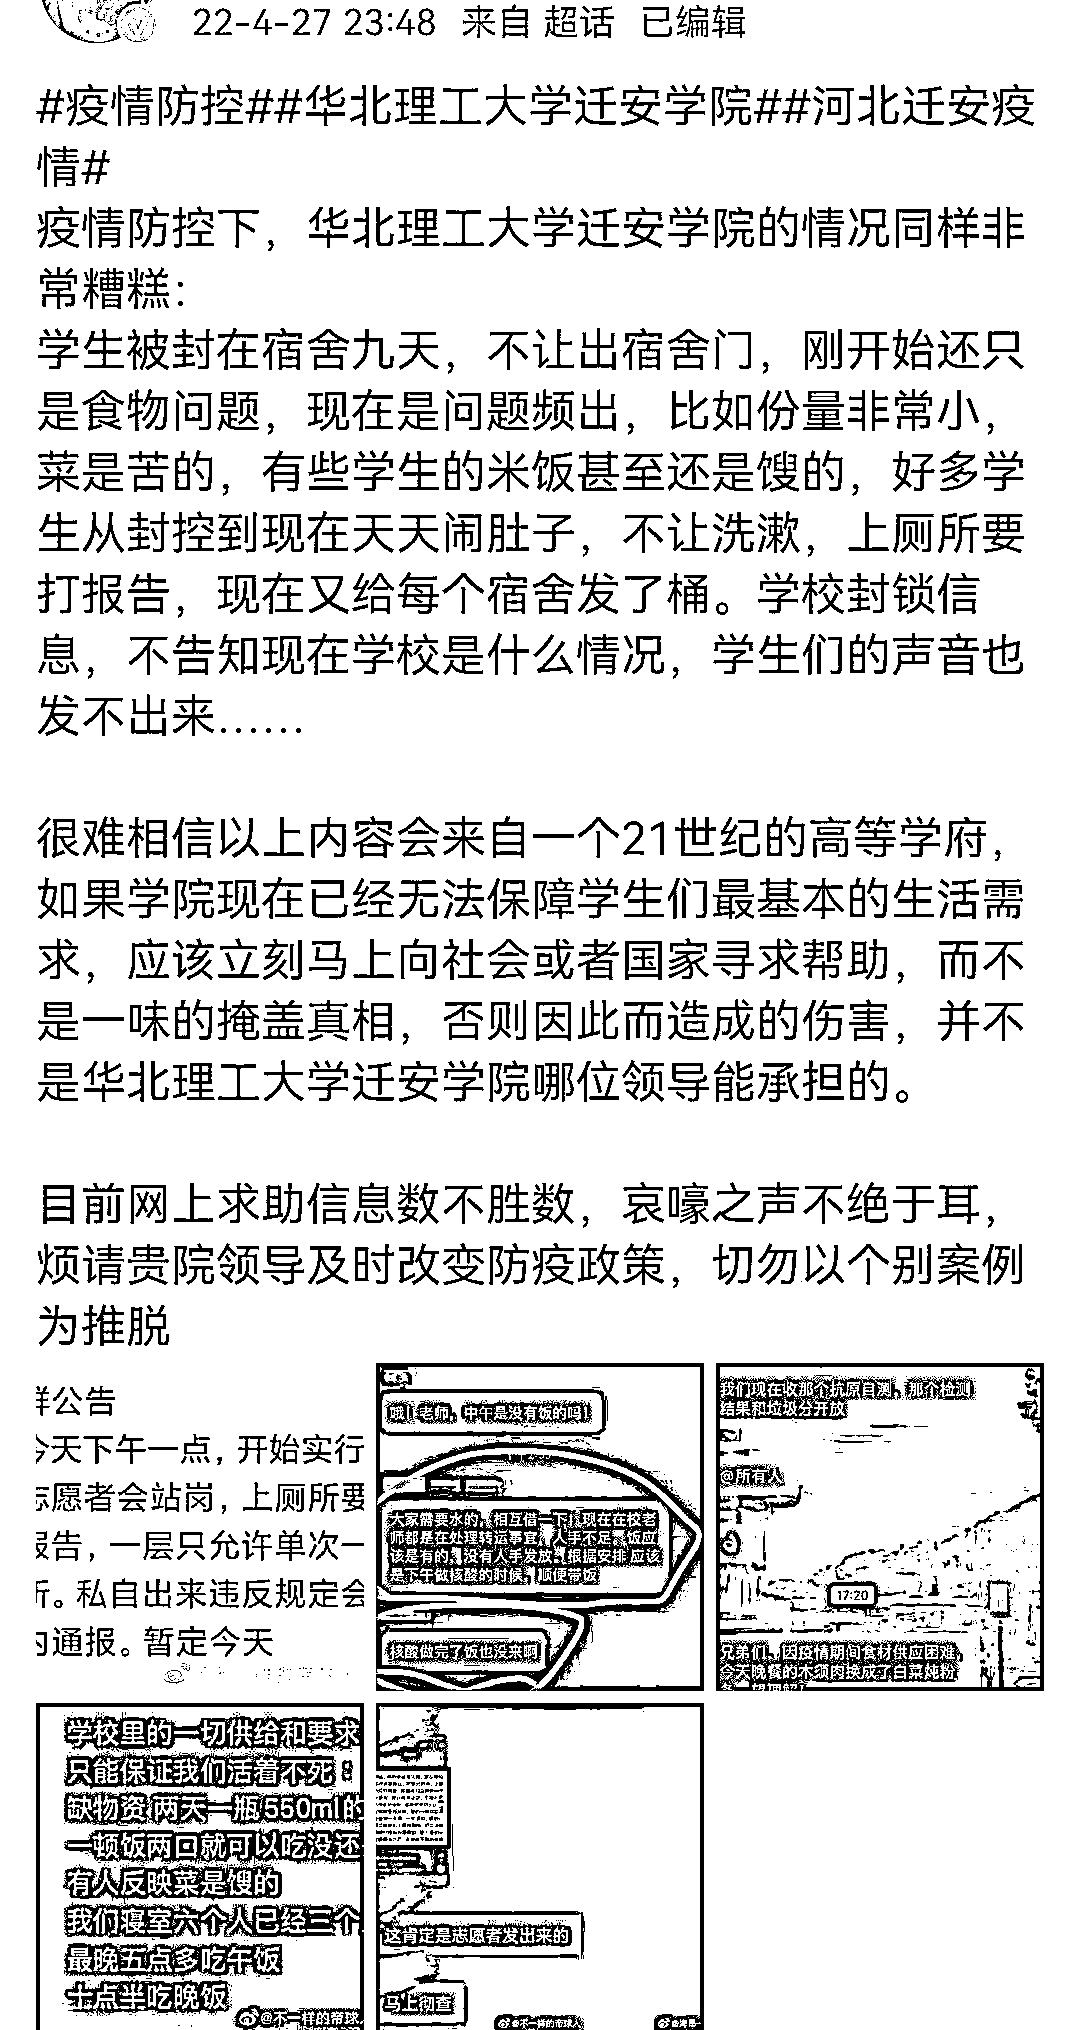 22-4-27 23:48 来自 超话 已编辑
#疫情防控##华北理工大学迁安学院##河北迁安疫
情#
疫情防控下，华北理工大学迁安学院的情况同样非
常糟糕：
学生被封在宿舍九天，不让出宿舍门，刚开始还只
是食物问题，现在是问题频出，比如份量非常小，
菜是苦的，有些学生的米饭甚至还是馊的，好多学
生从封控到现在天天闹肚子，不让洗漱，上厕所要
打报告，现在又给每个宿舍发了桶。学校封锁信
息，不告知现在学校是什么情况，学生们的声音也
发不出来......
很难相信以上内容会来自一个21世纪的高等学府，
如果学院现在已经无法保障学生们最基本的生活需
求，应该立刻马上向社会或者国家寻求帮助，而不
是一味的掩盖真相，否则因此而造成的伤害，并不
是华北理工大学迁安学院哪位领导能承担的。
目前网上求助信息数不胜数，哀嚎之声不绝于耳，
烦请贵院领导及时改变防疫政策，切勿以个别案例
为推脱
群公告
今天下午一点，开始实行
志愿者会站岗，上厕所要
报告，一层只允许单次一
所。私自出来违反规定会
内通报。暂定今天
哦！老师，中午是没有饭的吗！
大家需要水的，相互借一下！现在在校老
师都是在处理转运事宜，人手不足，饭应
该是有的，没有人手发放，根据安排 应该
是下午做核酸的时候，顺便带饭
核酸做完了饭也没来啊
我们现在收那个抗原自测，那个检测
结果和垃圾分开放
@所有人
17:20
兄弟们，因疫情期间食材供应困难，
今天晚餐的木须肉换成了白菜炖粉
学校里的一切供给和要求
只能保证我们活着不死：
缺物资 两天一瓶550ml的
一顿饭两口就可以吃没还
有人反映菜是馊的
我们寝室六个人已经三个
最晚五点多吃午饭
十点半吃晚饭
@不一样的帝球
这肯定是志愿者发出来的
马上彻查
@不一样的帝球人